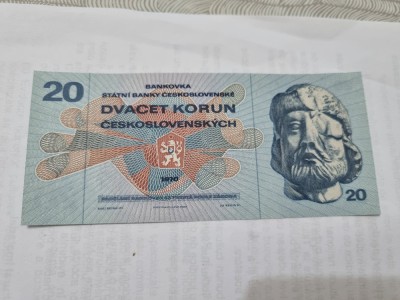 20
BANKOVKA
STÁTNÍ BANKY ČESKOSLOVENSKÉ
DVACET KORUN
ČESKOSLOVENSKÝCH
1970
20